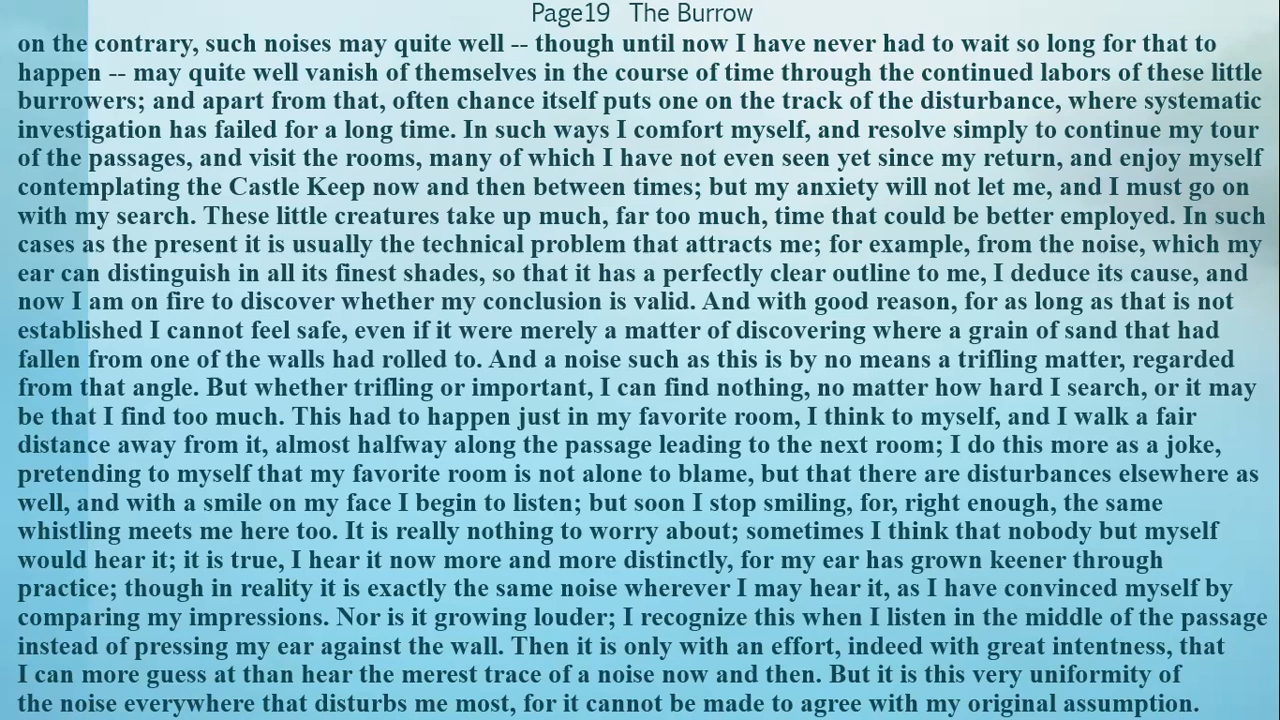 Page19 The Burrow
on the contrary, such noises may quite well -- though until now I have never had to wait so long for that to
happen -- may quite well vanish of themselves in the course of time through the continued labors of these little
burrowers; and apart from that, often chance itself puts one on the track of the disturbance, where systematic
investigation has failed for a long time. In such ways I comfort myself, and resolve simply to continue my tour
of the passages, and visit the rooms, many of which I have not even seen yet since my return, and enjoy myself
contemplating the Castle Keep now and then between times; but my anxiety will not let me, and I must go on
with my search. These little creatures take up much, far too much, time that could be better employed. In such
cases as the present it is usually the technical problem that attracts me; for example, from the noise, which my
ear can distinguish in all its finest shades, so that it has a perfectly clear outline to me, I deduce its cause, and
now I am on fire to discover whether my conclusion is valid. And with good reason, for as long as that is not
established I cannot feel safe, even if it were merely a matter of discovering where a grain of sand that had
fallen from one of the walls had rolled to. And a noise such as this is by no means a trifling matter, regarded
from that angle. But whether trifling or important, I can find nothing, no matter how hard I search, or it may
be that I find too much. This had to happen just in my favorite room, I think to myself, and I walk a fair
distance away from it, almost halfway along the passage leading to the next room; I do this more as a joke,
pretending to myself that my favorite room is not alone to blame, but that there are disturbances elsewhere as
well, and with a smile on my face I begin to listen; but soon I stop smiling, for, right enough, the same
whistling meets me here too. It is really nothing to worry about; sometimes I think that nobody but myself
would hear it; it is true, I hear it now more and more distinctly, for my ear has grown keener through
practice; though in reality it is exactly the same noise wherever I may hear it, as I have convinced myself by
comparing my impressions. Nor is it growing louder; I recognize this when I listen in the middle of the passage
instead of pressing my ear against the wall. Then it is only with an effort, indeed with great intentness, that
I can more guess at than hear the merest trace of a noise now and then. But it is this very uniformity of
the noise everywhere that disturbs me most, for it cannot be made to agree with my original assumption.